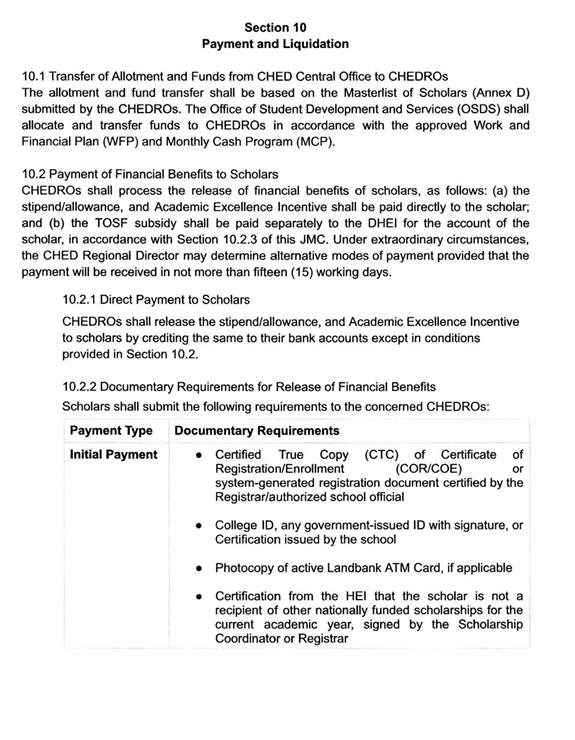 Section 10
Payment and Liquidation
10.1 Transfer of Allotment and Funds from CHED Central Office to CHEDROs
The allotment and fund transfer shall be based on the Masterlist of Scholars (Annex D)
submitted by the CHEDROs. The Office of Student Development and Services (OSDS) shall
allocate and transfer funds to CHEDROs in accordance with the approved Work and
Financial Plan (WFP) and Monthly Cash Program (MCP).
10.2 Payment of Financial Benefits to Scholars
CHEDROs shall process the release of financial benefits of scholars, as follows: (a) the
stipend/allowance, and Academic Excellence Incentive shall be paid directly to the scholar;
and (b) the TOSF subsidy shall be paid separately to the DHEI for the account of the
scholar, in accordance with Section 10.2.3 of this JMC. Under extraordinary circumstances,
the CHED Regional Director may determine alternative modes of payment provided that the
payment will be received in not more than fifteen (15) working days.
10.2.1 Direct Payment to Scholars
CHEDROs shall release the stipend/allowance, and Academic Excellence Incentive
to scholars by crediting the same to their bank accounts except in conditions
provided in Section 10.2.
10.2.2 Documentary Requirements for Release of Financial Benefits
Scholars shall submit the following requirements to the concerned CHEDROs:
Payment Type Documentary Requirements
Initial Payment
• Certified True Copy (CTC) of Certificate of
Registration/Enrollment (COR/COE) or
system-generated registration document certified by the
Registrar/authorized school official
• College ID, any government-issued ID with signature, or
Certification issued by the school
• Photocopy of active Landbank ATM Card, if applicable
• Certification from the HEI that the scholar is not a
recipient of other nationally funded scholarships for the
current academic year, signed by the Scholarship
Coordinator or Registrar